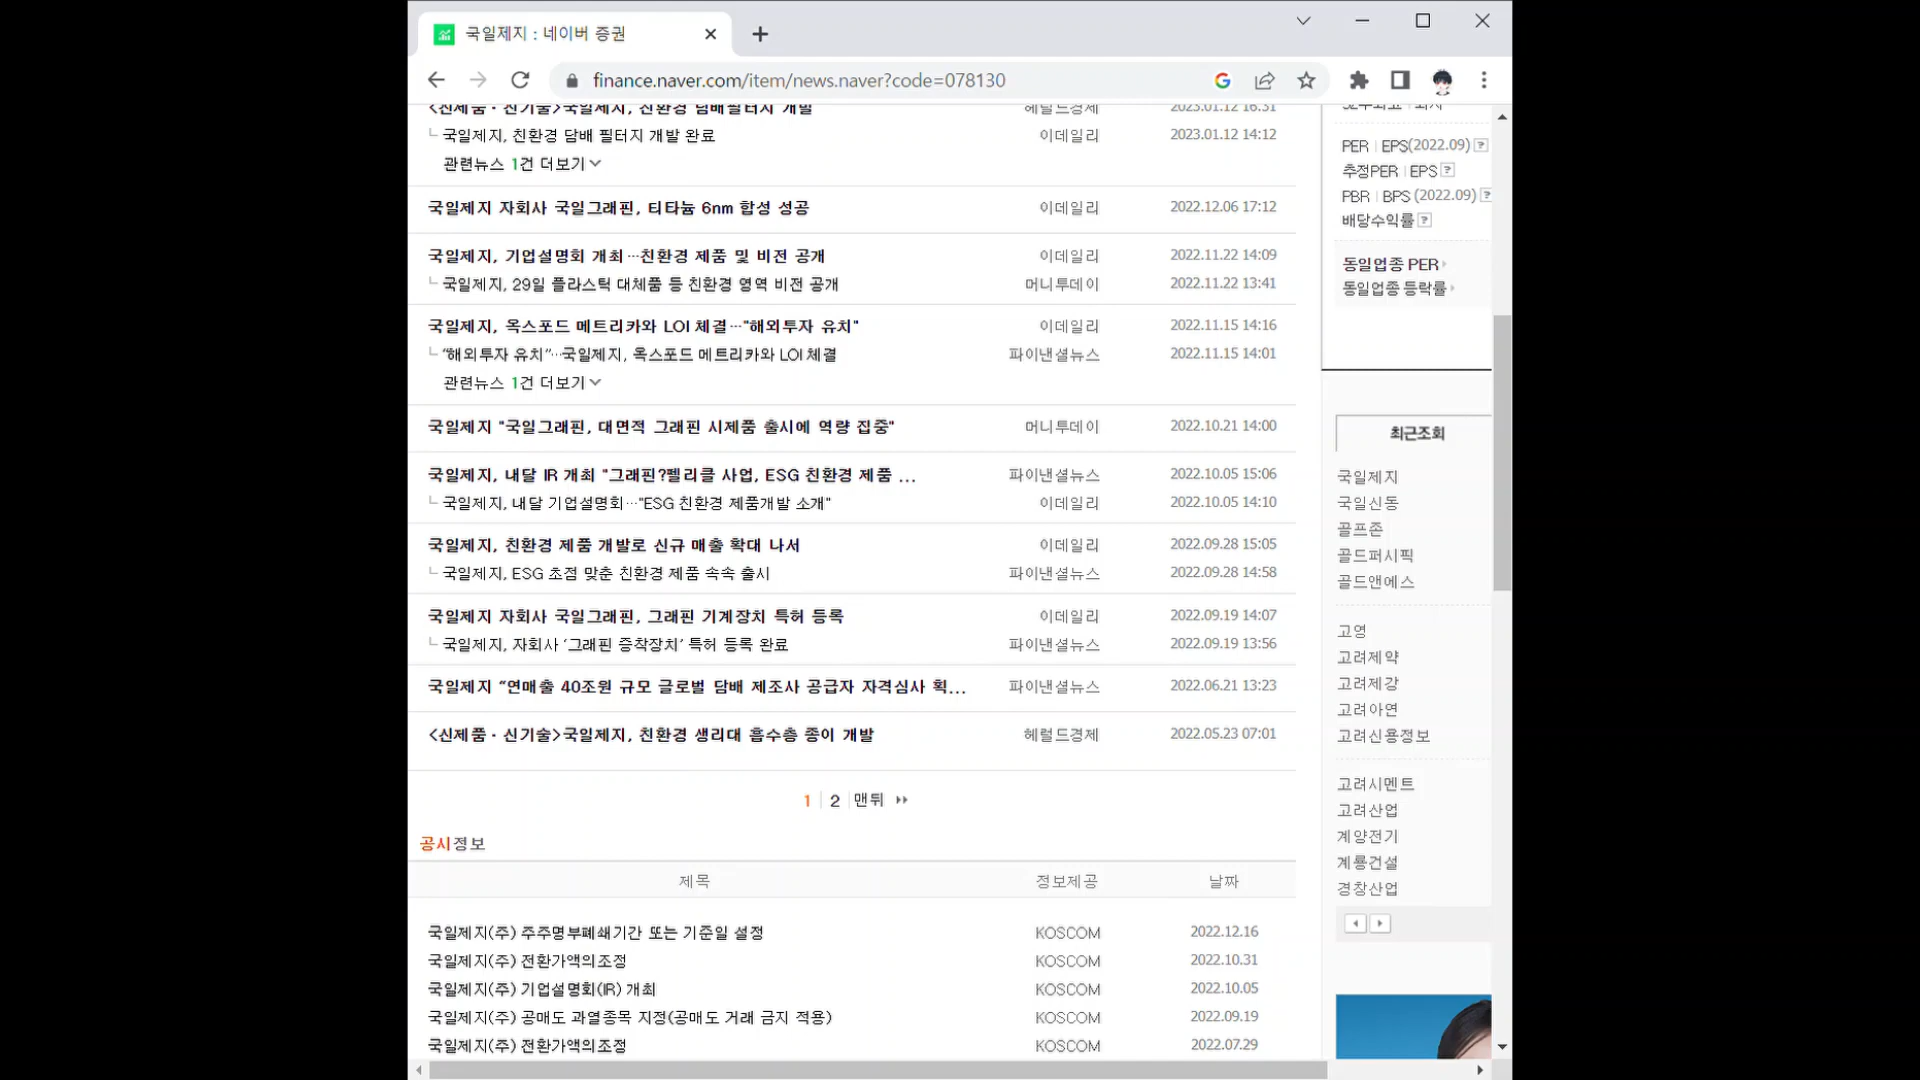 국일제지 : 네이버 증권
finance.naver.com/item/news.naver?code=078130
<신제품·신기술>국일제지, 친환경 담배필터지 개발 헤럴드경제 2023.01.12 16:31
국일제지, 친환경 담배 필터지 개발 완료 이데일리 2023.01.12 14:12
관련뉴스 1건 더보기
국일제지 자회사 국일그래핀, 티타늄 6nm 합성 성공 이데일리 2022.12.06 17:12
국일제지, 기업설명회 개최…친환경 제품 및 비전 공개 이데일리 2022.11.22 14:09
국일제지, 29일 플라스틱 대체품 등 친환경 영역 비전 공개 머니투데이 2022.11.22 13:41
국일제지, 옥스포드 메트리카와 LOI 체결…"해외투자 유치" 이데일리 2022.11.15 14:16
“해외투자 유치”…국일제지, 옥스포드 메트리카와 LOI 체결 파이낸셜뉴스 2022.11.15 14:01
관련뉴스 1건 더보기
국일제지 "국일그래핀, 대면적 그래핀 시제품 출시에 역량 집중" 머니투데이 2022.10.21 14:00
국일제지, 내달 IR 개최 "그래핀?펠리클 사업, ESG 친환경 제품 ... 파이낸셜뉴스 2022.10.05 15:06
국일제지, 내달 기업설명회…"ESG 친환경 제품개발 소개" 이데일리 2022.10.05 14:10
국일제지, 친환경 제품 개발로 신규 매출 확대 나서 이데일리 2022.09.28 15:05
국일제지, ESG 초점 맞춘 친환경 제품 속속 출시 파이낸셜뉴스 2022.09.28 14:58
국일제지 자회사 국일그래핀, 그래핀 기계장치 특허 등록 이데일리 2022.09.19 14:07
국일제지, 자회사 ‘그래핀 증착장치’ 특허 등록 완료 파이낸셜뉴스 2022.09.19 13:56
국일제지 “연매출 40조원 규모 글로벌 담배 제조사 공급자 자격심사 획... 파이낸셜뉴스 2022.06.21 13:23
<신제품·신기술>국일제지, 친환경 생리대 흡수층 종이 개발 헤럴드경제 2022.05.23 07:01
1 2 맨뒤
공시정보
제목 정보제공 날짜
국일제지(주) 주주명부폐쇄기간 또는 기준일 설정 KOSCOM 2022.12.16
국일제지(주) 전환가액의조정 KOSCOM 2022.10.31
국일제지(주) 기업설명회(IR) 개최 KOSCOM 2022.10.05
국일제지(주) 공매도 과열종목 지정(공매도 거래 금지 적용) KOSCOM 2022.09.19
국일제지(주) 전환가액의조정 KOSCOM 2022.07.29
PER EPS(2022.09)
추정PER EPS
PBR BPS (2022.09)
배당수익률
동일업종 PER
동일업종 등락률
최근조회
국일제지
국일신동
골프존
골드퍼시픽
골드앤에스
고영
고려제약
고려제강
고려아연
고려신용정보
고려시멘트
고려산업
계양전기
계룡건설
경창산업